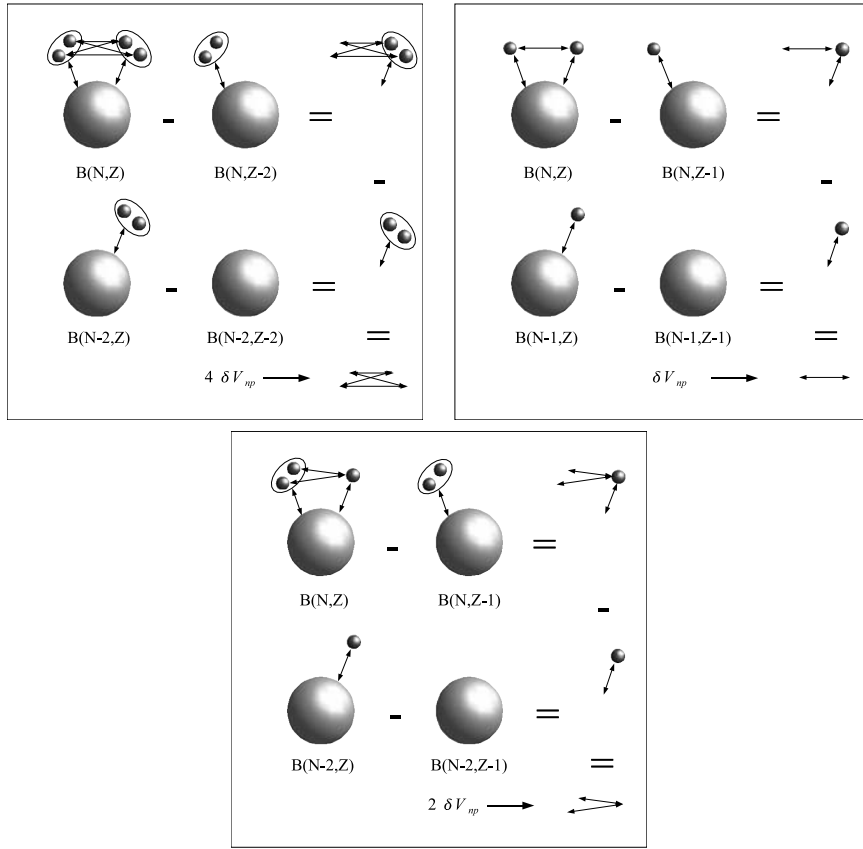 - =
B(N,Z) B(N,Z-2)
-
- =
B(N-2,Z) B(N-2,Z-2)
=
4 δV_np
- =
B(N,Z) B(N,Z-1)
-
- =
B(N-1,Z) B(N-1,Z-1)
=
δV_np
- =
B(N,Z) B(N,Z-1)
-
- =
B(N-2,Z) B(N-2,Z-1)
=
2 δV_np